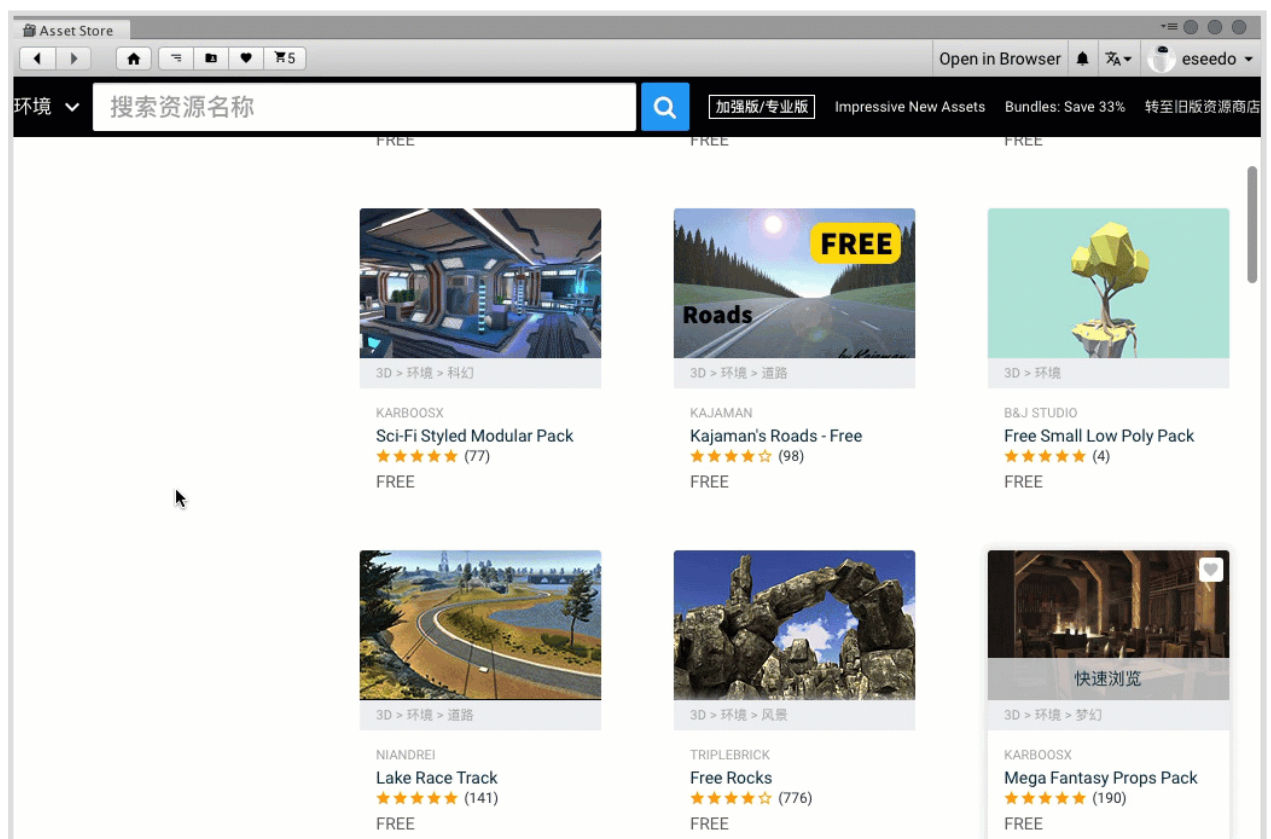 Asset Store
5
Open in Browser
eseedo
环境
搜索资源名称
加强版/专业版
Impressive New Assets
Bundles: Save 33%
转至旧版资源商店
FREE
FREE
FREE
FREE
Roads
by Kajaman
3D > 环境 > 科幻
3D > 环境 > 道路
3D > 环境
KARBOOSX
KAJAMAN
B&J STUDIO
Sci-Fi Styled Modular Pack
Kajaman's Roads - Free
Free Small Low Poly Pack
(77)
(98)
(4)
FREE
FREE
FREE
快速浏览
3D > 环境 > 道路
3D > 环境 > 风景
3D > 环境 > 梦幻
NIANDREI
TRIPLEBRICK
KARBOOSX
Lake Race Track
Free Rocks
Mega Fantasy Props Pack
(141)
(776)
(190)
FREE
FREE
FREE